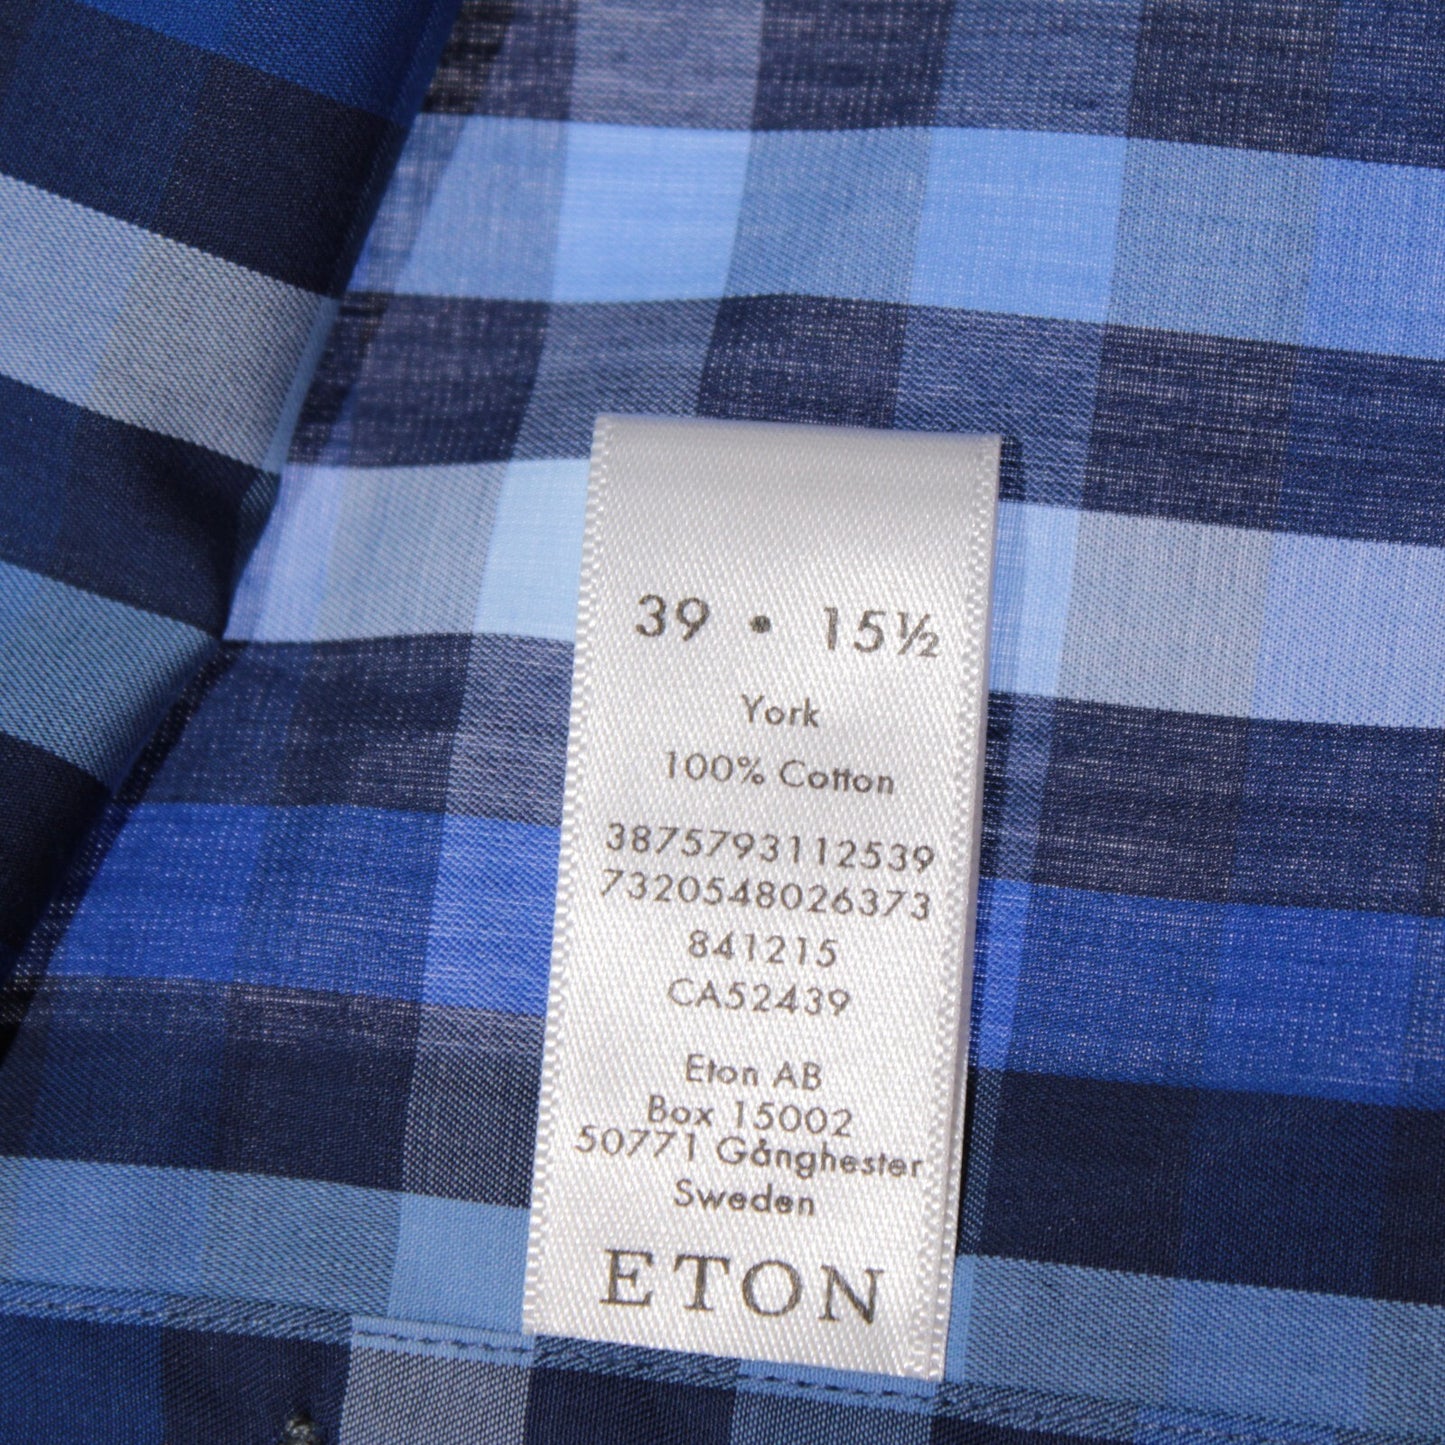 39 • 15½
York
100% Cotton
3875793112539
7320548026373
841215
CA52439
Eton AB
Box 15002
50771 Gånghester
Sweden
ETON